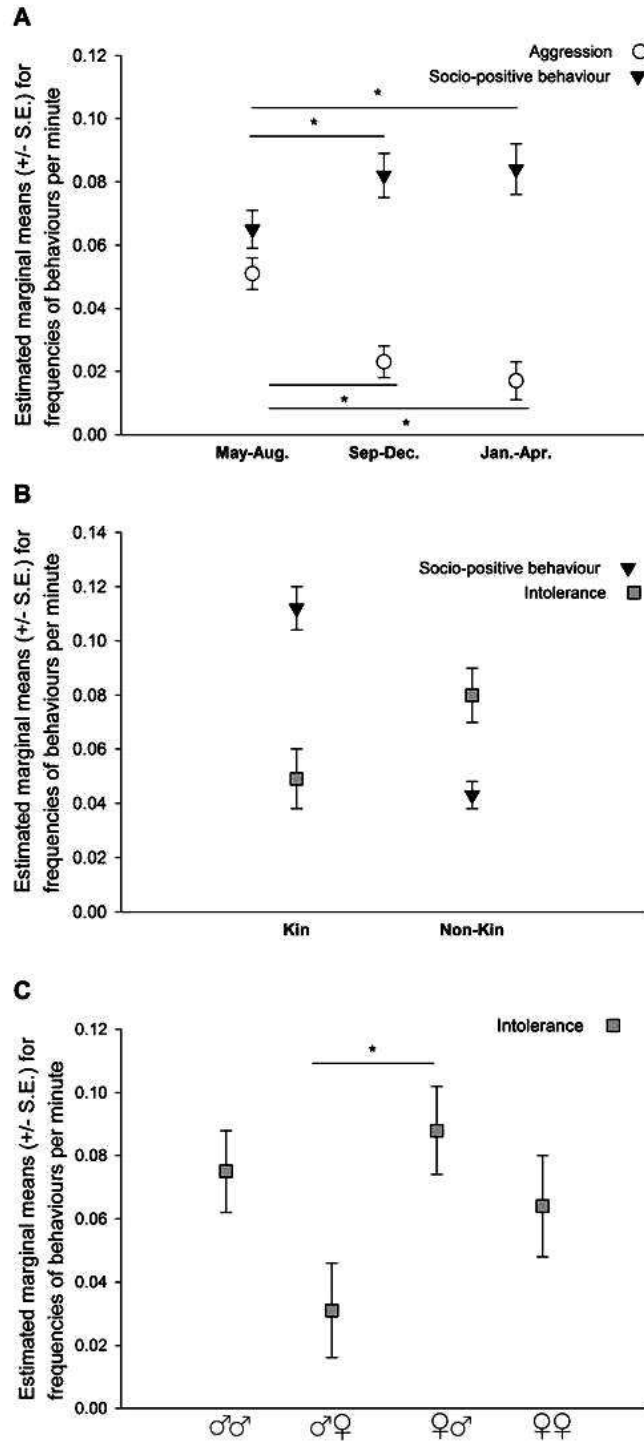 A
Estimated marginal means (+/- S.E.) for
frequencies of behaviours per minute
0.12
0.10
0.08
0.06
0.04
0.02
0.00
Aggression
Socio-positive behaviour
*
*
*
*
May-Aug.
Sep-Dec.
Jan.-Apr.
B
Estimated marginal means (+/- S.E.) for
frequencies of behaviours per minute
0.14
0.12
0.10
0.08
0.06
0.04
0.02
0.00
Socio-positive behaviour
Intolerance
Kin
Non-Kin
C
Estimated marginal means (+/- S.E.) for
frequencies of behaviours per minute
0.12
0.10
0.08
0.06
0.04
0.02
0.00
Intolerance
*
♂♂
♂♀
♀♂
♀♀